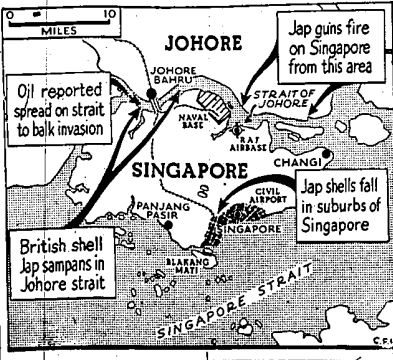 0 10
MILES
JOHORE
Jap guns fire
on Singapore
from this area
JOHORE
BAHRU
Oil reported
spread on strait
to balk invasion
STRAIT OF
JOHORE
NAVAL
BASE
RAF
AIRBASE
CHANGI
SINGAPORE
CIVIL
AIRPORT
Jap shells fall
in suburbs of
Singapore
PANJANG
PASIR
INGAPORE
BLAKANG
MATI
British shell
Jap sampans in
Johore strait
SINGAPORE STRAIT